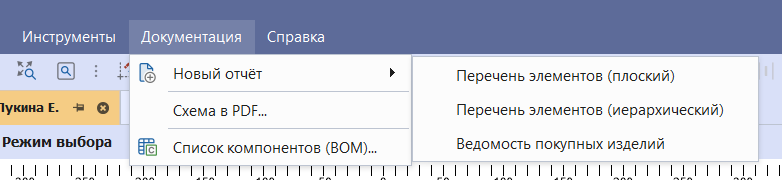 Инструменты Документация Справка
Новый отчёт
Перечень элементов (плоский)
Лукина Е.
Схема в PDF...
Перечень элементов (иерархический)
Режим выбора
Список компонентов (BOM)...
Ведомость покупных изделий